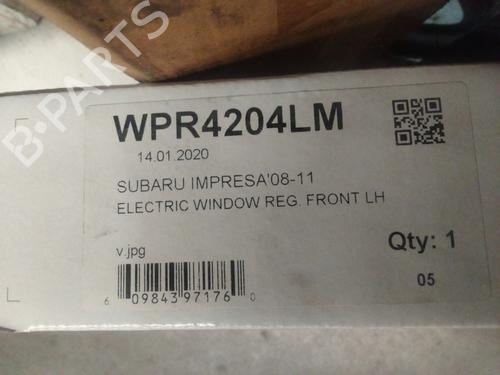 B-PARTS
WPR4204LM
14.01.2020
SUBARU IMPRESA'08-11
ELECTRIC WINDOW REG. FRONT LH
v.jpg
Qty: 1
05
6 09843 97176 0